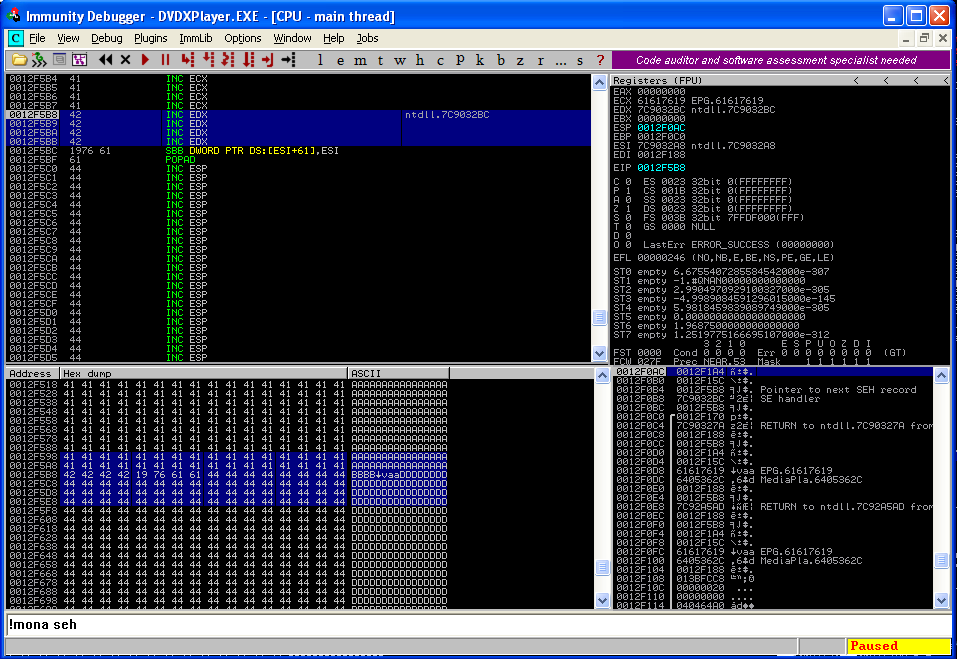 Immunity Debugger - DVDXPlayer.EXE - [CPU - main thread]
C File View Debug Plugins ImmLib Options Window Help Jobs
l e m t w h c P k b z r ... s ?
Code auditor and software assessment specialist needed
0012F5B4 41 INC ECX
0012F5B5 41 INC ECX
0012F5B6 41 INC ECX
0012F5B7 41 INC ECX
0012F5B8 42 INC EDX ntdll.7C9032BC
0012F5B9 42 INC EDX
0012F5BA 42 INC EDX
0012F5BB 42 INC EDX
0012F5BC 1976 61 SBB DWORD PTR DS:[ESI+61],ESI
0012F5BF 61 POPAD
0012F5C0 44 INC ESP
0012F5C1 44 INC ESP
0012F5C2 44 INC ESP
0012F5C3 44 INC ESP
0012F5C4 44 INC ESP
0012F5C5 44 INC ESP
0012F5C6 44 INC ESP
0012F5C7 44 INC ESP
0012F5C8 44 INC ESP
0012F5C9 44 INC ESP
0012F5CA 44 INC ESP
0012F5CB 44 INC ESP
0012F5CC 44 INC ESP
0012F5CD 44 INC ESP
0012F5CE 44 INC ESP
0012F5CF 44 INC ESP
0012F5D0 44 INC ESP
0012F5D1 44 INC ESP
0012F5D2 44 INC ESP
0012F5D3 44 INC ESP
0012F5D4 44 INC ESP
0012F5D5 44 INC ESP
Registers (FPU) < < < <
EAX 00000000
ECX 61617619 EPG.61617619
EDX 7C9032BC ntdll.7C9032BC
EBX 00000000
ESP 0012F0AC
EBP 0012F0C0
ESI 7C9032A8 ntdll.7C9032A8
EDI 0012F188
EIP 0012F5B8
C 0 ES 0023 32bit 0(FFFFFFFF)
P 1 CS 001B 32bit 0(FFFFFFFF)
A 0 SS 0023 32bit 0(FFFFFFFF)
Z 1 DS 0023 32bit 0(FFFFFFFF)
S 0 FS 003B 32bit 7FFDF000(FFF)
T 0 GS 0000 NULL
D 0
O 0 LastErr ERROR_SUCCESS (00000000)
EFL 00000246 (NO,NB,E,BE,NS,PE,GE,LE)
ST0 empty 6.6755407285584542000e-307
ST1 empty -1.#QNAN00000000000000
ST2 empty 2.9904970929100327000e-305
ST3 empty -4.9989084591296015000e-145
ST4 empty 5.9818459839089749000e-305
ST5 empty 0.0000000000000000000
ST6 empty 1.9687500000000000000
ST7 empty 1.2519775166695107000e-312
3 2 1 0 E S P U O Z D I
FST 0000 Cond 0 0 0 0 Err 0 0 0 0 0 0 0 0 (GT)
FCW 027F Prec NEAR,53 Mask 1 1 1 1 1 1
Address Hex dump ASCII
0012F518 41 41 41 41 41 41 41 41 41 41 41 41 41 41 41 41 AAAAAAAAAAAAAAAA
0012F528 41 41 41 41 41 41 41 41 41 41 41 41 41 41 41 41 AAAAAAAAAAAAAAAA
0012F538 41 41 41 41 41 41 41 41 41 41 41 41 41 41 41 41 AAAAAAAAAAAAAAAA
0012F548 41 41 41 41 41 41 41 41 41 41 41 41 41 41 41 41 AAAAAAAAAAAAAAAA
0012F558 41 41 41 41 41 41 41 41 41 41 41 41 41 41 41 41 AAAAAAAAAAAAAAAA
0012F568 41 41 41 41 41 41 41 41 41 41 41 41 41 41 41 41 AAAAAAAAAAAAAAAA
0012F578 41 41 41 41 41 41 41 41 41 41 41 41 41 41 41 41 AAAAAAAAAAAAAAAA
0012F588 41 41 41 41 41 41 41 41 41 41 41 41 41 41 41 41 AAAAAAAAAAAAAAAA
0012F598 41 41 41 41 41 41 41 41 41 41 41 41 41 41 41 41 AAAAAAAAAAAAAAAA
0012F5A8 41 41 41 41 41 41 41 41 41 41 41 41 41 41 41 41 AAAAAAAAAAAAAAAA
0012F5B8 42 42 42 42 19 76 61 61 44 44 44 44 44 44 44 44 BBBB↓vaaDDDDDDDD
0012F5C8 44 44 44 44 44 44 44 44 44 44 44 44 44 44 44 44 DDDDDDDDDDDDDDDD
0012F5D8 44 44 44 44 44 44 44 44 44 44 44 44 44 44 44 44 DDDDDDDDDDDDDDDD
0012F5E8 44 44 44 44 44 44 44 44 44 44 44 44 44 44 44 44 DDDDDDDDDDDDDDDD
0012F5F8 44 44 44 44 44 44 44 44 44 44 44 44 44 44 44 44 DDDDDDDDDDDDDDDD
0012F608 44 44 44 44 44 44 44 44 44 44 44 44 44 44 44 44 DDDDDDDDDDDDDDDD
0012F618 44 44 44 44 44 44 44 44 44 44 44 44 44 44 44 44 DDDDDDDDDDDDDDDD
0012F628 44 44 44 44 44 44 44 44 44 44 44 44 44 44 44 44 DDDDDDDDDDDDDDDD
0012F638 44 44 44 44 44 44 44 44 44 44 44 44 44 44 44 44 DDDDDDDDDDDDDDDD
0012F648 44 44 44 44 44 44 44 44 44 44 44 44 44 44 44 44 DDDDDDDDDDDDDDDD
0012F658 44 44 44 44 44 44 44 44 44 44 44 44 44 44 44 44 DDDDDDDDDDDDDDDD
0012F668 44 44 44 44 44 44 44 44 44 44 44 44 44 44 44 44 DDDDDDDDDDDDDDDD
0012F678 44 44 44 44 44 44 44 44 44 44 44 44 44 44 44 44 DDDDDDDDDDDDDDDD
0012F688 44 44 44 44 44 44 44 44 44 44 44 44 44 44 44 44 DDDDDDDDDDDDDDDD
0012F698 44 44 44 44 44 44 44 44 44 44 44 44 44 44 44 44 DDDDDDDDDDDDDDDD
0012F0AC 0012F1A4
0012F0B0 0012F15C
0012F0B4 0012F5B8 Pointer to next SEH record
0012F0B8 7C9032BC SE handler
0012F0BC 0012F5B8
0012F0C0 0012F170
0012F0C4 7C90327A RETURN to ntdll.7C90327A from
0012F0C8 0012F188
0012F0CC 0012F5B8
0012F0D0 0012F1A4
0012F0D4 0012F15C
0012F0D8 61617619 ↓vaa EPG.61617619
0012F0DC 6405362C ,6♣d MediaPla.6405362C
0012F0E0 0012F188
0012F0E4 0012F5B8
0012F0E8 7C92A5AD RETURN to ntdll.7C92A5AD from
0012F0EC 0012F188
0012F0F0 0012F5B8
0012F0F4 0012F1A4
0012F0F8 0012F15C
0012F0FC 61617619 ↓vaa EPG.61617619
0012F100 6405362C ,6♣d MediaPla.6405362C
0012F104 0012F188
0012F108 013BFCC8
0012F10C 00000020 ...
0012F110 00000000 ....
0012F114 040464A0
!mona seh
Paused